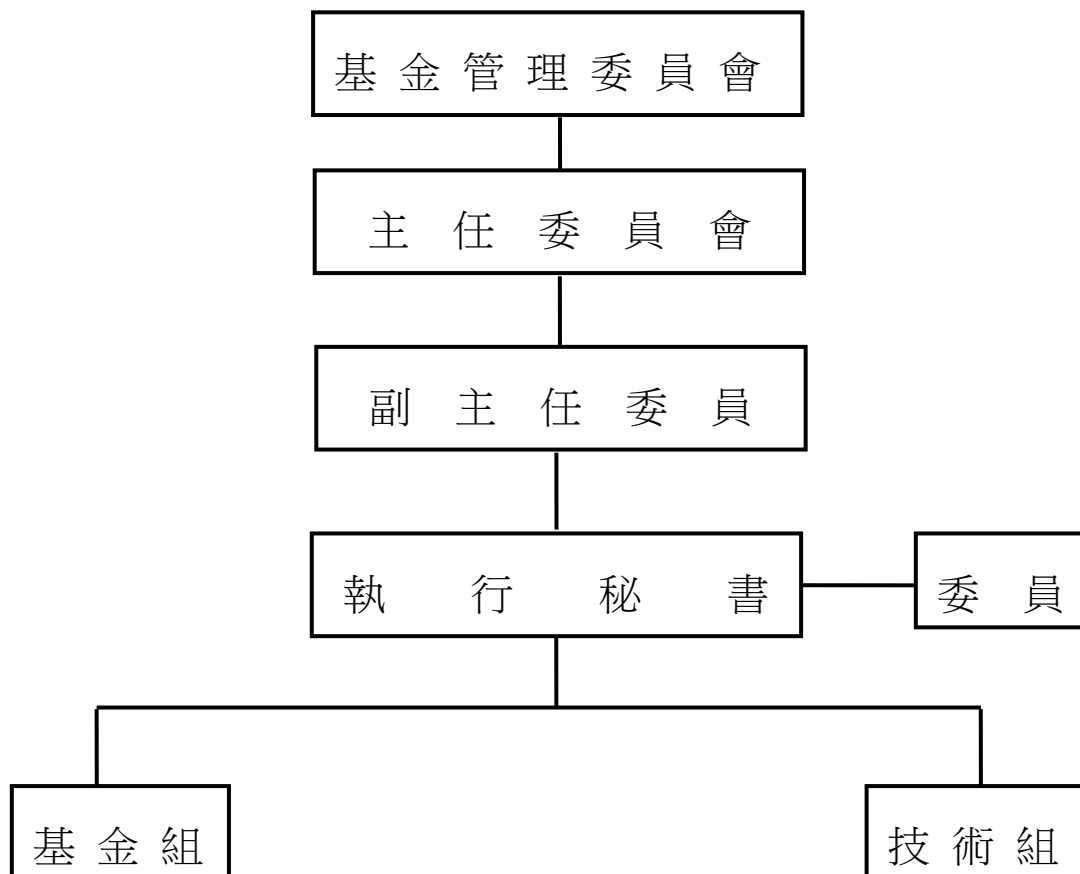 基金管理委員會
主任委員會
副主任委員
執行秘書
委員
基金組
技術組